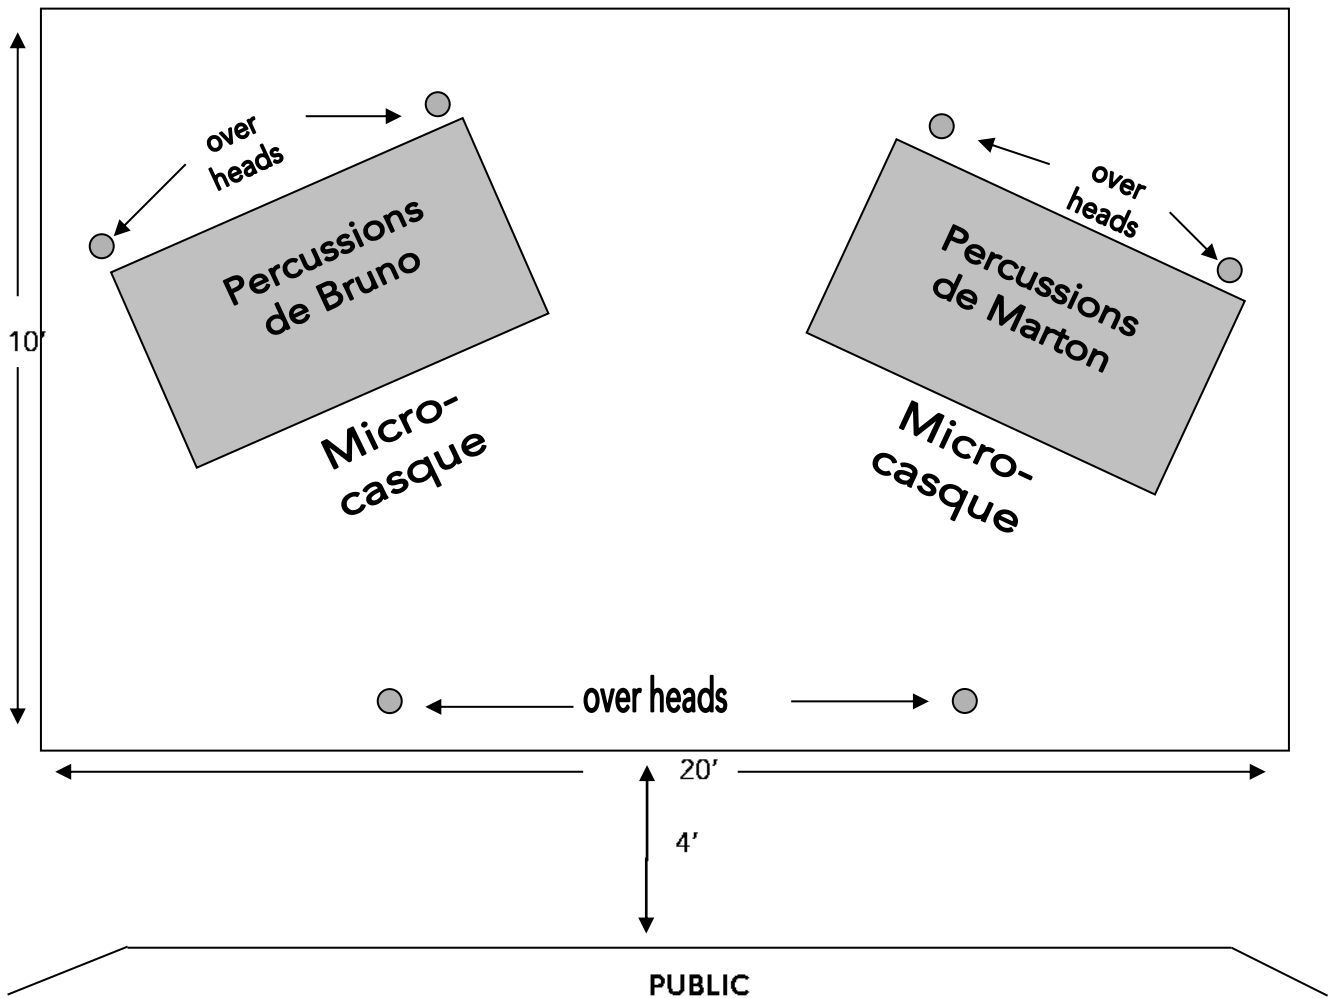 over
heads
over
heads
Percussions
de Bruno
Percussions
de Marton
10’
Micro-
casque
Micro-
casque
over heads
20’
4’
PUBLIC